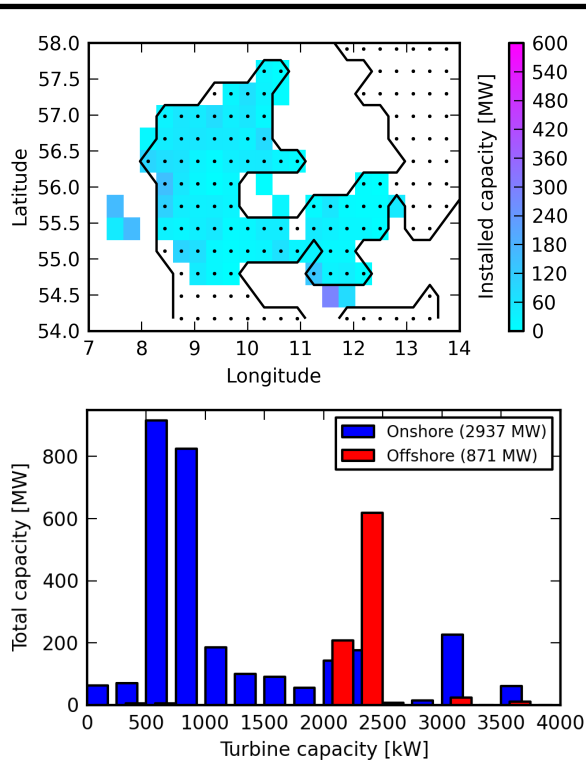 58.0
57.5
57.0
56.5
56.0
55.5
55.0
54.5
54.0
Latitude
7 8 9 10 11 12 13 14
Longitude
600
540
480
420
360
300
240
180
120
60
0
Installed capacity [MW]
Onshore (2937 MW)
Offshore (871 MW)
800
600
400
200
0
Total capacity [MW]
0 500 1000 1500 2000 2500 3000 3500 4000
Turbine capacity [kW]